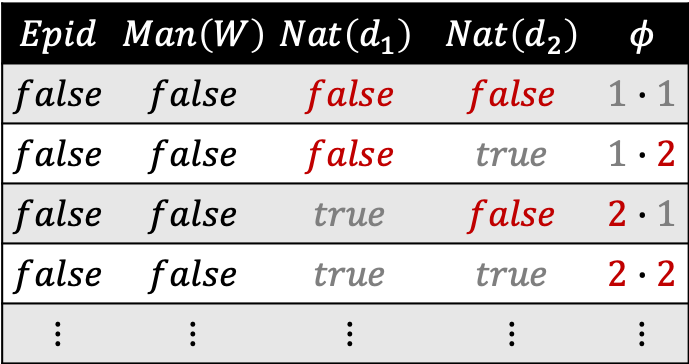 Epid Man(W) Nat(d₁) Nat(d₂) ϕ
false false false false 1 · 1
false false false true 1 · 2
false false true false 2 · 1
false false true true 2 · 2
⋮ ⋮ ⋮ ⋮ ⋮